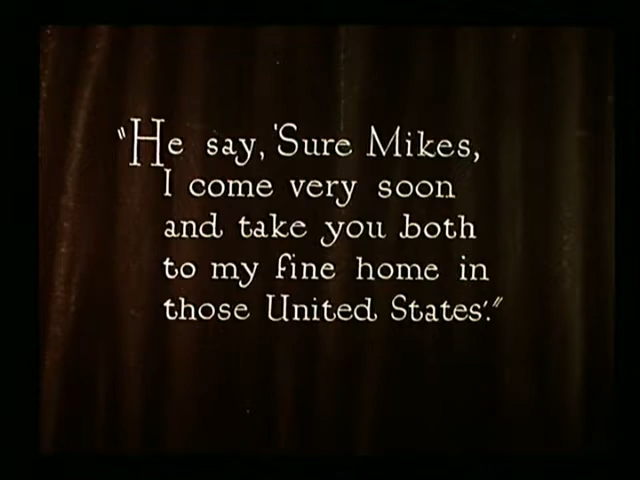 "He say, 'Sure Mikes,
I come very soon
and take you both
to my fine home in
those United States'."